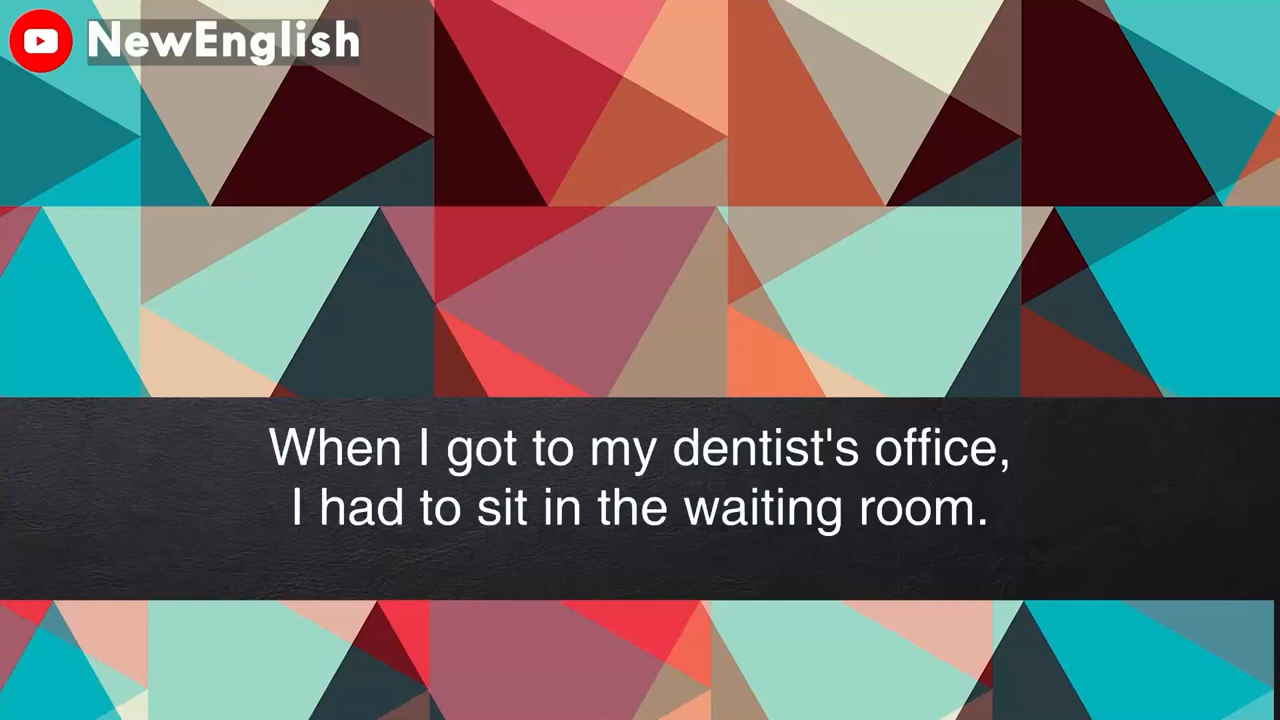 NewEnglish
When I got to my dentist's office,
I had to sit in the waiting room.